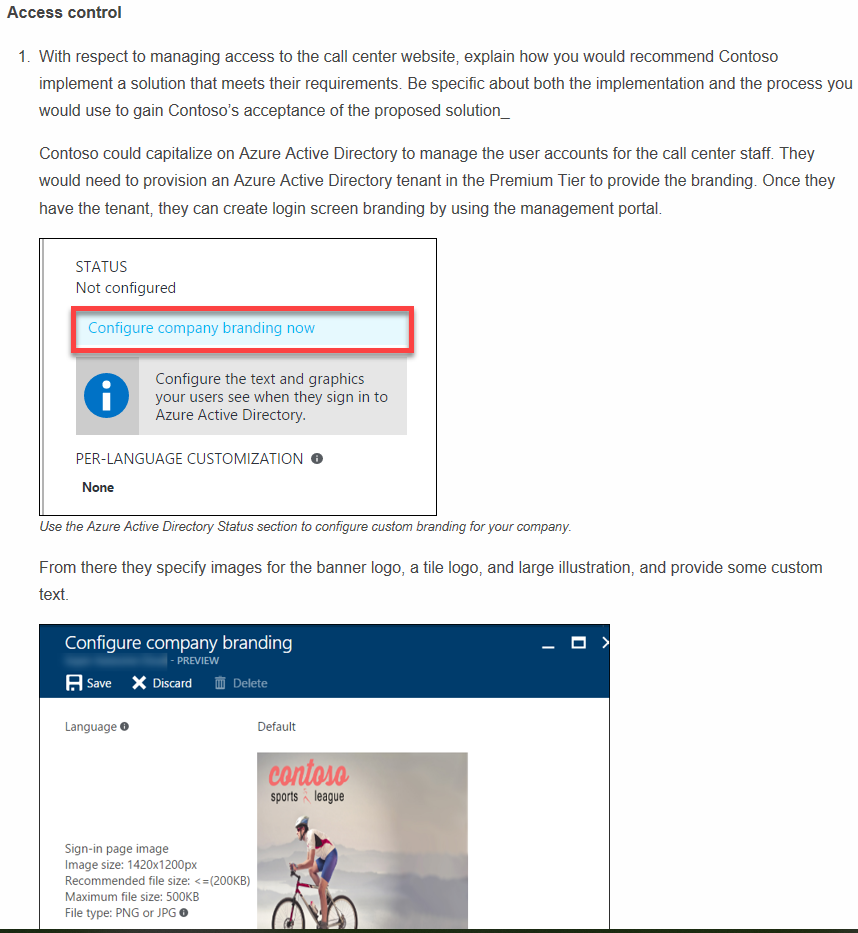 Access control
1. With respect to managing access to the call center website, explain how you would recommend Contoso
implement a solution that meets their requirements. Be specific about both the implementation and the process you
would use to gain Contoso’s acceptance of the proposed solution_
Contoso could capitalize on Azure Active Directory to manage the user accounts for the call center staff. They
would need to provision an Azure Active Directory tenant in the Premium Tier to provide the branding. Once they
have the tenant, they can create login screen branding by using the management portal.
STATUS
Not configured
Configure company branding now
Configure the text and graphics
your users see when they sign in to
Azure Active Directory.
PER-LANGUAGE CUSTOMIZATION
None
Use the Azure Active Directory Status section to configure custom branding for your company.
From there they specify images for the banner logo, a tile logo, and large illustration, and provide some custom
text.
Configure company branding
- PREVIEW
Save Discard Delete
Language Default
contoso
sports league
Sign-in page image
Image size: 1420x1200px
Recommended file size: <=(200KB)
Maximum file size: 500KB
File type: PNG or JPG